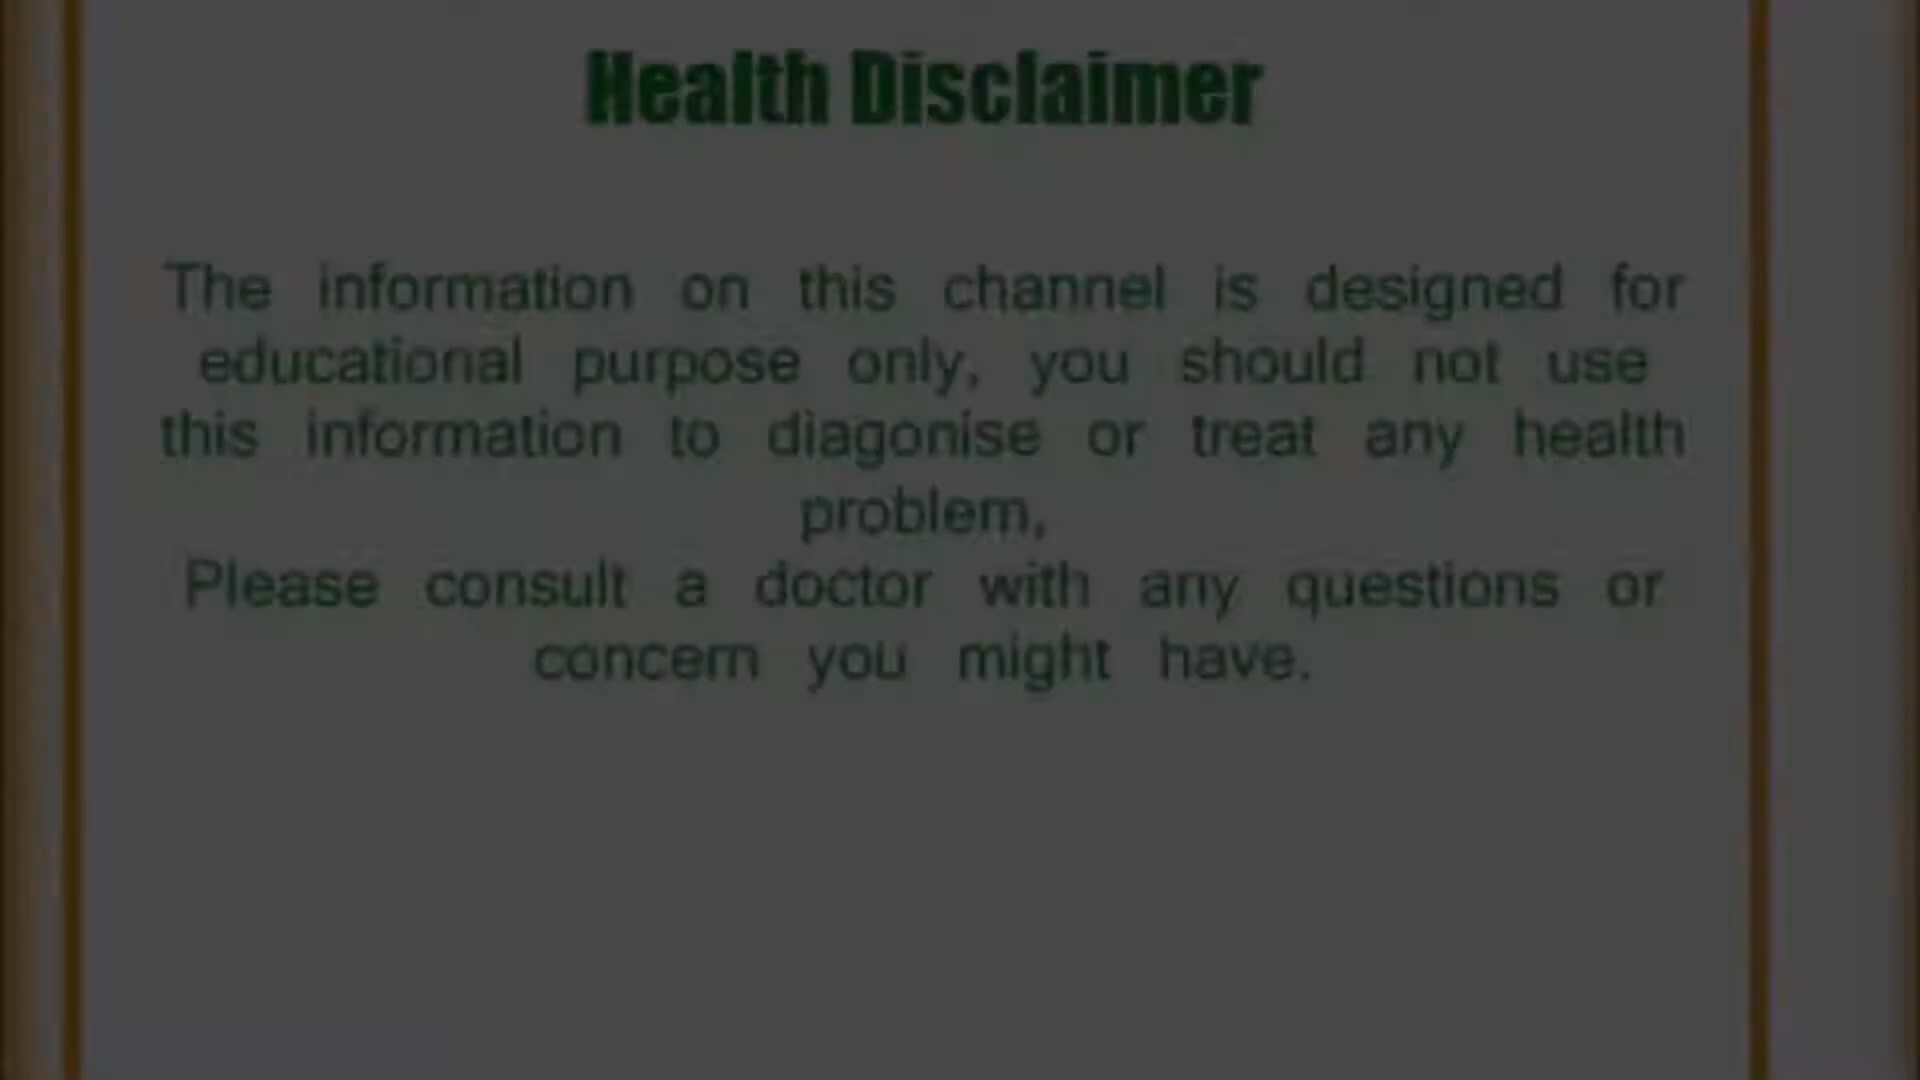 Health Disclaimer
The information on this channel is designed for
educational purpose only, you should not use
this information to diagonise or treat any health
problem,
Please consult a doctor with any questions or
concern you might have.